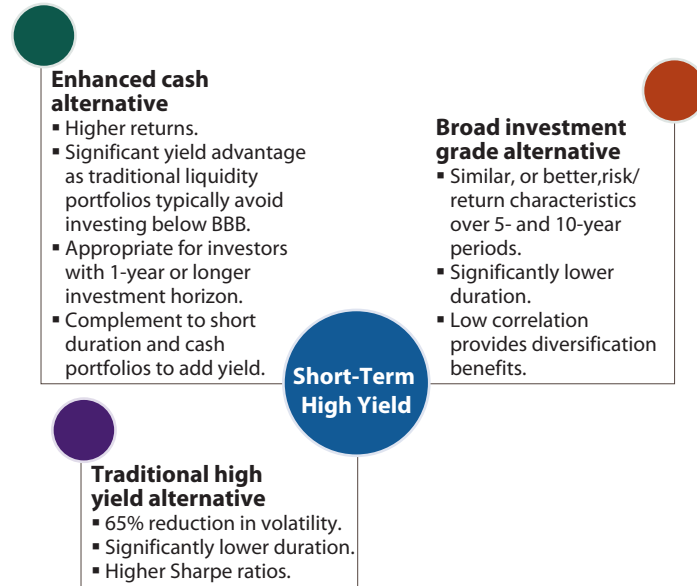 Enhanced cash
alternative
▪ Higher returns.
▪ Significant yield advantage
as traditional liquidity
portfolios typically avoid
investing below BBB.
▪ Appropriate for investors
with 1-year or longer
investment horizon.
▪ Complement to short
duration and cash
portfolios to add yield.
Broad investment
grade alternative
▪ Similar, or better,risk/
return characteristics
over 5- and 10-year
periods.
▪ Significantly lower
duration.
▪ Low correlation
provides diversification
benefits.
Short-Term
High Yield
Traditional high
yield alternative
▪ 65% reduction in volatility.
▪ Significantly lower duration.
▪ Higher Sharpe ratios.